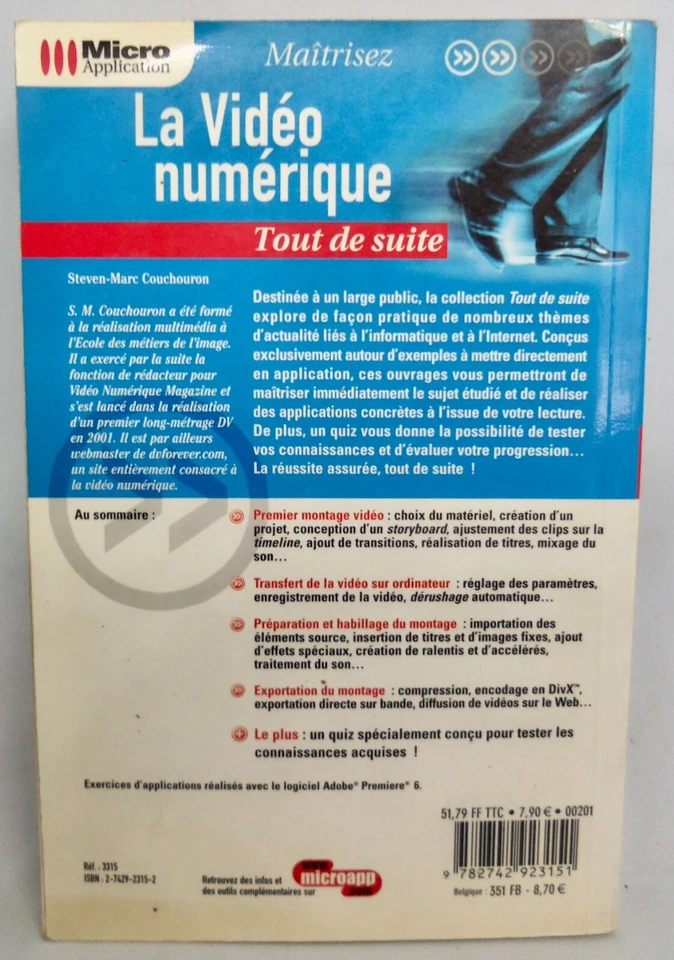 Micro
Application
Maîtrisez
La Vidéo
numérique
Tout de suite
Steven-Marc Couchouron
S. M. Couchouron a été formé
à la réalisation multimédia à
l'Ecole des métiers de l'image.
Il a exercé par la suite la
fonction de rédacteur pour
Vidéo Numérique Magazine et
s'est lancé dans la réalisation
d'un premier long-métrage DV
en 2001. Il est par ailleurs
webmaster de dvforever.com,
un site entièrement consacré à
la vidéo numérique.
Destinée à un large public, la collection Tout de suite
explore de façon pratique de nombreux thèmes
d'actualité liés à l'informatique et à l'Internet. Conçus
exclusivement autour d'exemples à mettre directement
en application, ces ouvrages vous permettront de
maîtriser immédiatement le sujet étudié et de réaliser
des applications concrètes à l'issue de votre lecture.
De plus, un quiz vous donne la possibilité de tester
vos connaissances et d'évaluer votre progression...
La réussite assurée, tout de suite !
Au sommaire :
Premier montage vidéo : choix du matériel, création d'un
projet, conception d'un storyboard, ajustement des clips sur la
timeline, ajout de transitions, réalisation de titres, mixage du
son...
Transfert de la vidéo sur ordinateur : réglage des paramètres,
enregistrement de la vidéo, dérushage automatique...
Préparation et habillage du montage : importation des
éléments source, insertion de titres et d'images fixes, ajout
d'effets spéciaux, création de ralentis et d'accélérés,
traitement du son...
Exportation du montage : compression, encodage en DivX™,
exportation directe sur bande, diffusion de vidéos sur le Web...
Le plus : un quiz spécialement conçu pour tester les
connaissances acquises !
Exercices d'applications réalisés avec le logiciel Adobe® Premiere® 6.
51,79 FF TTC • 7,90 € • 00201
9 782742 923151
Belgique : 351 FB - 8,70 €
Réf. : 3315
ISBN : 2-7429-2315-2
Retrouvez des infos et
des outils complémentaires sur
www.
microapp
.com